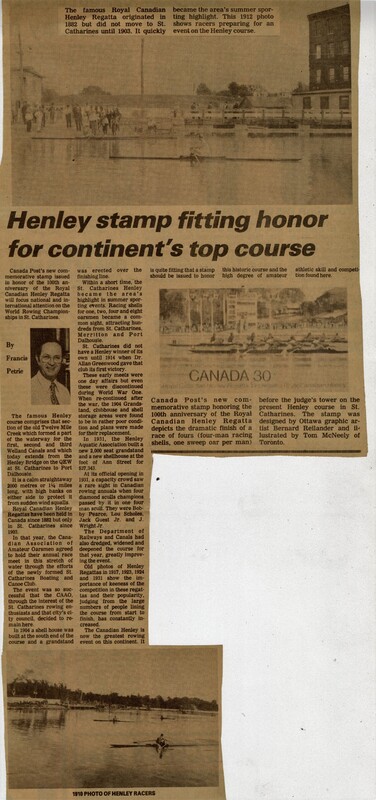 The famous Royal Canadian
Henley Regatta originated in
1882 but did not move to St.
Catharines until 1903. It quickly
became the area's summer spor-
ting highlight. This 1912 photo
shows racers preparing for an
event on the Henley course.
Henley stamp fitting honor
for continent's top course
Canada Post's new com-
memorative stamp issued
in honor of the 100th an-
niversary of the Royal
Canadian Henley Regatta
will focus national and in-
ternational attention on the
World Rowing Champion-
ships in St. Catharines.
By
Francis
Petrie
The famous Henley
course comprises that sec-
tion of the old Twelve Mile
Creek which formed a part
of the waterway for the
first, second and third
Welland Canals and which
today extends from the
Henley Bridge on the QEW
at St. Catharines to Port
Dalhousie.
It is a calm straightaway
2000 metres or 1¼ miles
long, with high banks on
either side to protect it
from sudden wind squalls.
Royal Canadian Henley
Regattas have been held in
Canada since 1882 but only
in St. Catharines since
1903.
In that year, the Can-
adian Association of
Amateur Oarsmen agreed
to hold their annual race
meet in this stretch of
water through the efforts
of the newly formed St.
Catharines Boating and
Canoe Club.
The event was so suc-
cessful that the CAAO,
through the interest of the
St. Catharines rowing en-
thusiasts and that city's ci-
ty council, decided to re-
main here.
In 1904 a shell house was
built at the south end of the
course and a grandstand
was erected over the
finishing line.
Within a short time, the
St. Catharines Henley
became the area's
highlight in summer spor-
ting events. Racing shells
for one, two, four and eight
oarsmen became a com-
mon sight, attracting hun-
dreds from St. Catharines,
Merritton and Port
Dalhousie.
St. Catharines did not
have a Henley winner of its
own until 1914 when Dr.
Allan Greenwood gave that
club its first victory.
These early meets were
one day affairs but even
these were discontinued
during World War One.
When re-continued after
the war, the 1904 Grandst-
and, clubhouse and shell
storage areas were found
to be in rather poor condi-
tion and plans were made
for their replacement.
In 1931, the Henley
Aquatic Association built a
new 3,000 seat grandstand
and a new shellhouse at the
foot of Ann Street for
$37,343.
At its official opening in
1931, a capacity crowd saw
a rare sight in Canadian
rowing annuals when four
diamond sculls champions
passed by it in one four
man scull. They were Bob-
by Pearce, Lou Scholes,
Jack Guest Jr. and J.
Wright Jr.
The Department of
Railways and Canals had
also dredged, widened and
deepened the course for
that year, greatly improv-
ing the event.
Old photos of Henley
Regattas in 1917, 1923, 1924
and 1931 show the im-
portance of keeness of the
competition in these regat-
tas and their popularity,
judging from the large
numbers of people lining
the course from start to
finish, has constantly in-
creased.
The Canadian Henley is
now the greatest rowing
event on this continent. It
is quite fitting that a stamp
should be issued to honor
this historic course and the
high degree of amateur
athletic skill and competi-
tion found here.
CANADA 30
Canada Post's new com-
memorative stamp honoring the
100th anniversary of the Royal
Canadian Henley Regatta
depicts the dramatic finish of a
race of fours (four-man racing
shells, one sweep oar per man)
before the judge's tower on the
present Henley course in St.
Catharines. The stamp was
designed by Ottawa graphic ar-
tist Bernard Reilander and il-
lustrated by Tom McNeely of
Toronto.
1919 PHOTO OF HENLEY RACERS